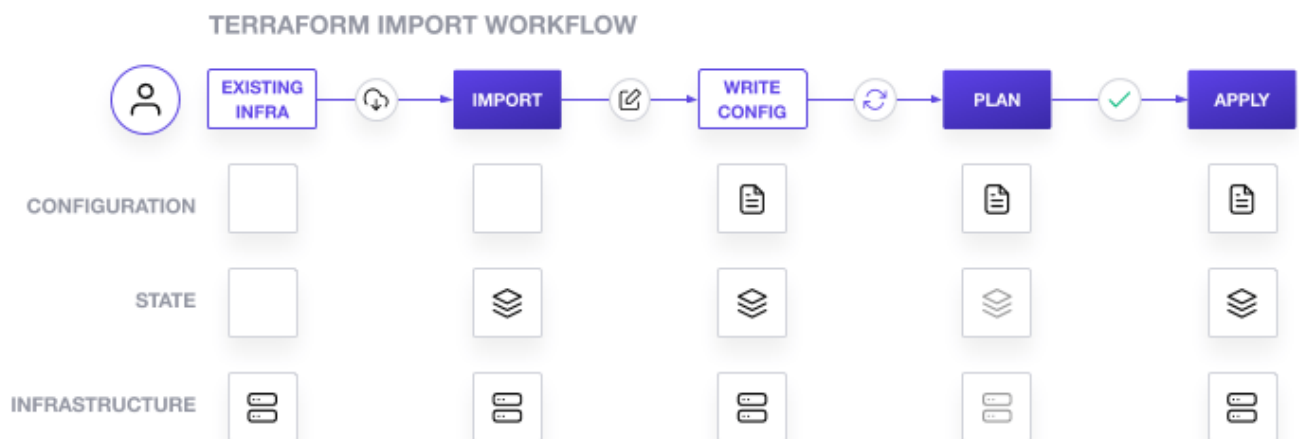 TERRAFORM IMPORT WORKFLOW
EXISTING
INFRA
IMPORT
WRITE
CONFIG
PLAN
APPLY
CONFIGURATION
STATE
INFRASTRUCTURE